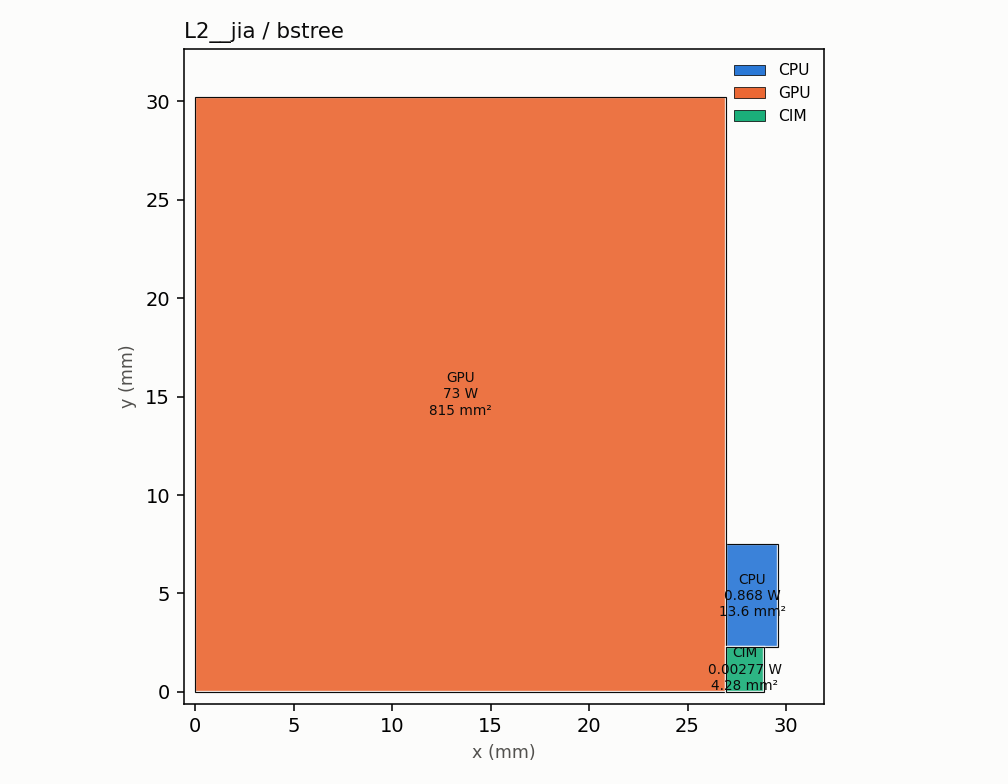 L2__jia / bstree
CPU
GPU
CIM
30
25
20
15
10
5
0
y (mm)
GPU
73 W
815 mm²
CPU
0.868 W
13.6 mm²
CIM
0.00277 W
4.28 mm²
0 5 10 15 20 25 30
x (mm)